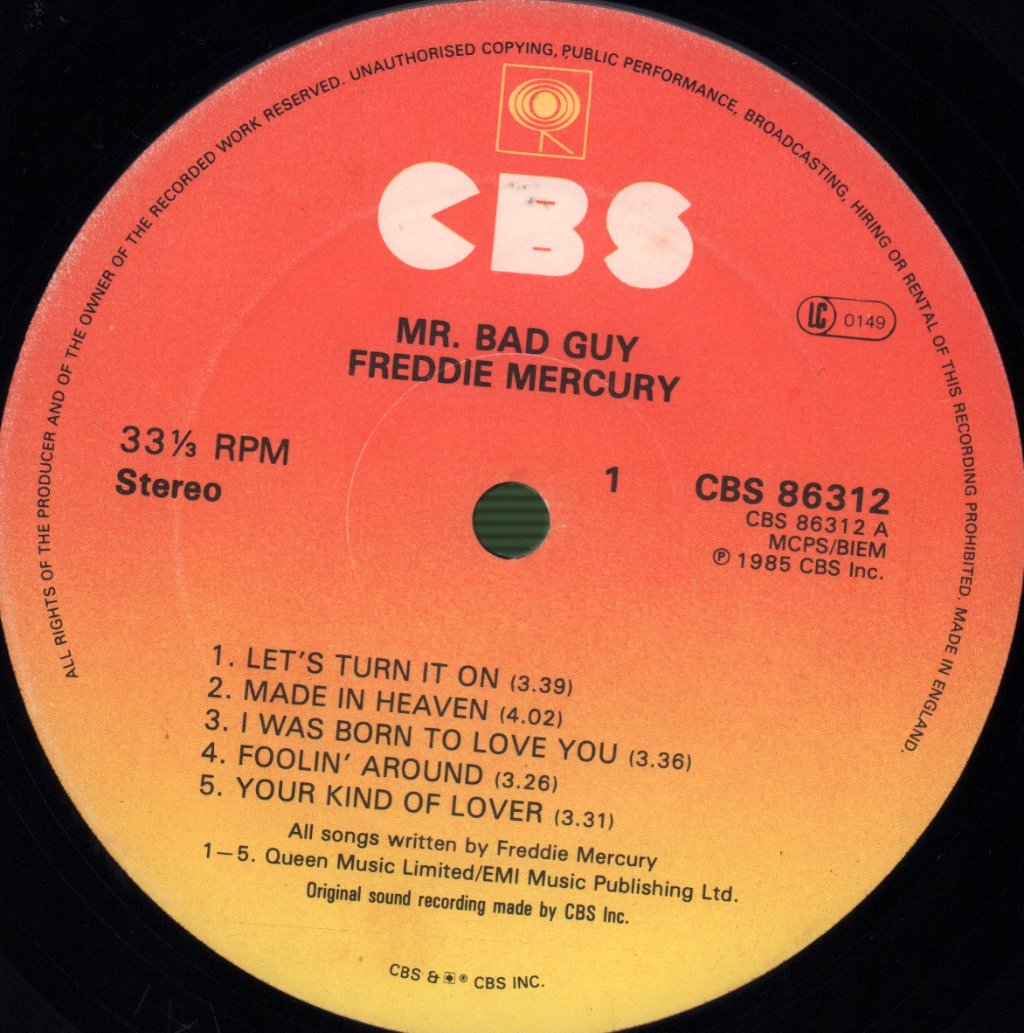 ALL RIGHTS OF THE PRODUCER AND OF THE OWNER OF THE RECORDED WORK RESERVED. UNAUTHORISED COPYING, PUBLIC PERFORMANCE, BROADCASTING, HIRING OR RENTAL OF THIS RECORDING PROHIBITED. MADE IN ENGLAND.
CBS
LC 0149
MR. BAD GUY
FREDDIE MERCURY
33⅓ RPM
Stereo
1
CBS 86312
CBS 86312 A
MCPS/BIEM
℗ 1985 CBS Inc.
1. LET'S TURN IT ON (3.39)
2. MADE IN HEAVEN (4.02)
3. I WAS BORN TO LOVE YOU (3.36)
4. FOOLIN' AROUND (3.26)
5. YOUR KIND OF LOVER (3.31)
All songs written by Freddie Mercury
1–5. Queen Music Limited/EMI Music Publishing Ltd.
Original sound recording made by CBS Inc.
CBS & ® CBS INC.